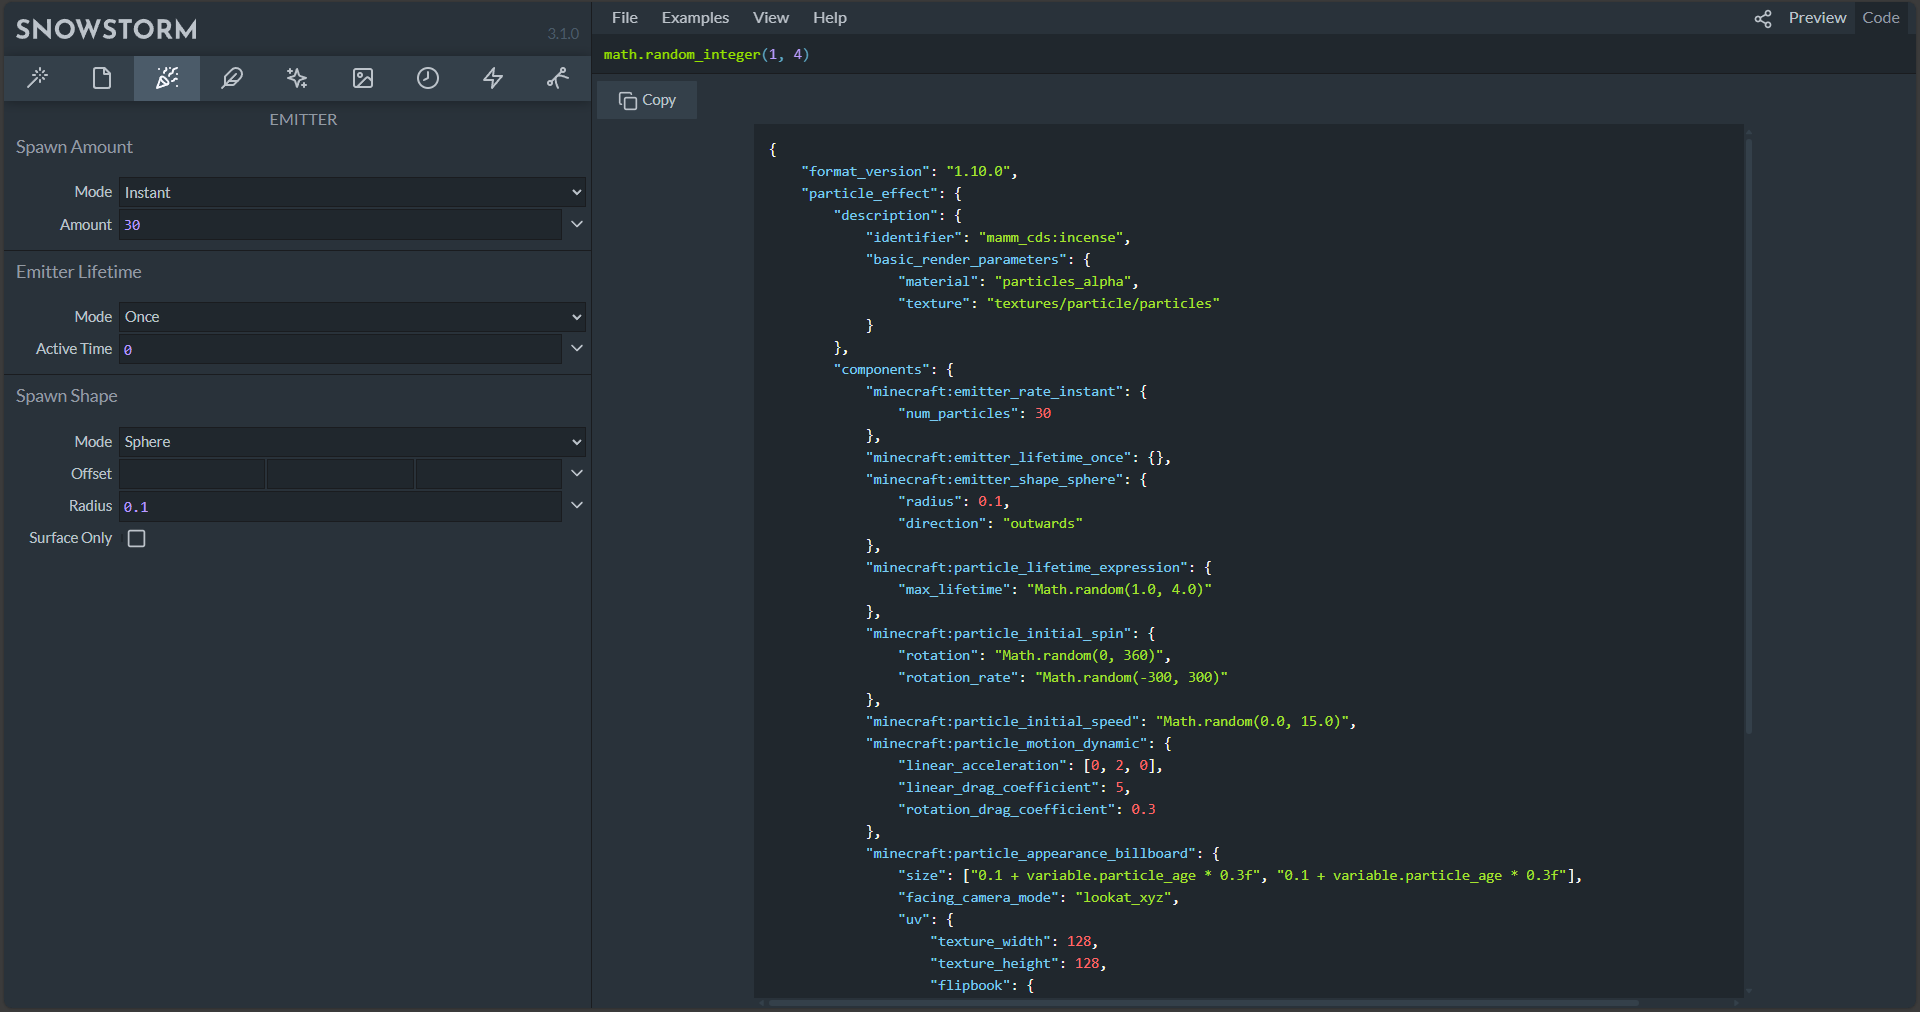 SNOWSTORM
3.1.0
EMITTER
Spawn Amount
Mode Instant
Amount 30
Emitter Lifetime
Mode Once
Active Time 0
Spawn Shape
Mode Sphere
Offset
Radius 0.1
Surface Only
File Examples View Help
Preview Code
math.random_integer(1, 4)
Copy
{
"format_version": "1.10.0",
"particle_effect": {
"description": {
"identifier": "mamm_cds:incense",
"basic_render_parameters": {
"material": "particles_alpha",
"texture": "textures/particle/particles"
}
},
"components": {
"minecraft:emitter_rate_instant": {
"num_particles": 30
},
"minecraft:emitter_lifetime_once": {},
"minecraft:emitter_shape_sphere": {
"radius": 0.1,
"direction": "outwards"
},
"minecraft:particle_lifetime_expression": {
"max_lifetime": "Math.random(1.0, 4.0)"
},
"minecraft:particle_initial_spin": {
"rotation": "Math.random(0, 360)",
"rotation_rate": "Math.random(-300, 300)"
},
"minecraft:particle_initial_speed": "Math.random(0.0, 15.0)",
"minecraft:particle_motion_dynamic": {
"linear_acceleration": [0, 2, 0],
"linear_drag_coefficient": 5,
"rotation_drag_coefficient": 0.3
},
"minecraft:particle_appearance_billboard": {
"size": ["0.1 + variable.particle_age * 0.3f", "0.1 + variable.particle_age * 0.3f"],
"facing_camera_mode": "lookat_xyz",
"uv": {
"texture_width": 128,
"texture_height": 128,
"flipbook": {